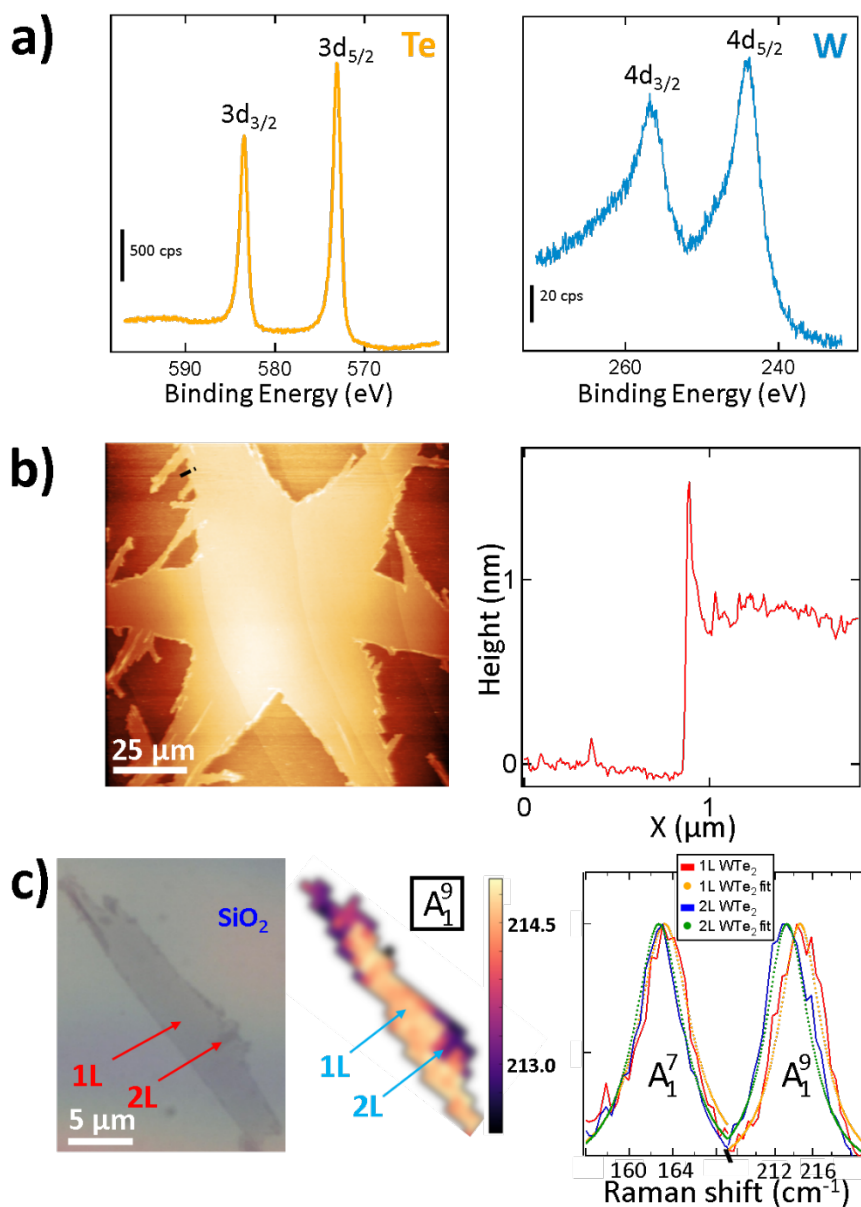 a)
Te
3d5/2
3d3/2
500 cps
590 580 570
Binding Energy (eV)
W
4d5/2
4d3/2
20 cps
260 240
Binding Energy (eV)
b)
25 μm
Height (nm)
1
0
0 1
X (μm)
c)
SiO2
1L
2L
5 μm
A19
214.5
213.0
1L
2L
1L WTe2
1L WTe2 fit
2L WTe2
2L WTe2 fit
A17
A19
160 164 212 216
Raman shift (cm-1)